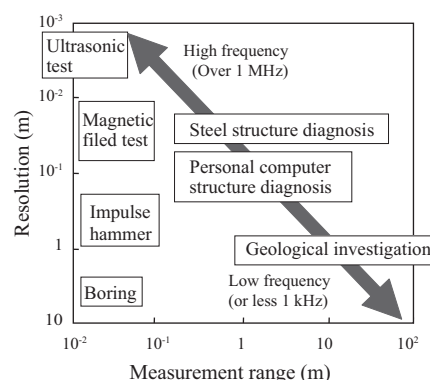 10-3
Ultrasonic
test
High frequency
(Over 1 MHz)
10-2
Magnetic
filed test
Steel structure diagnosis
Personal computer
structure diagnosis
10-1
Resolution (m)
Impulse
hammer
1
Geological investigation
Low frequency
(or less 1 kHz)
Boring
10
10-2
10-1
1
10
102
Measurement range (m)